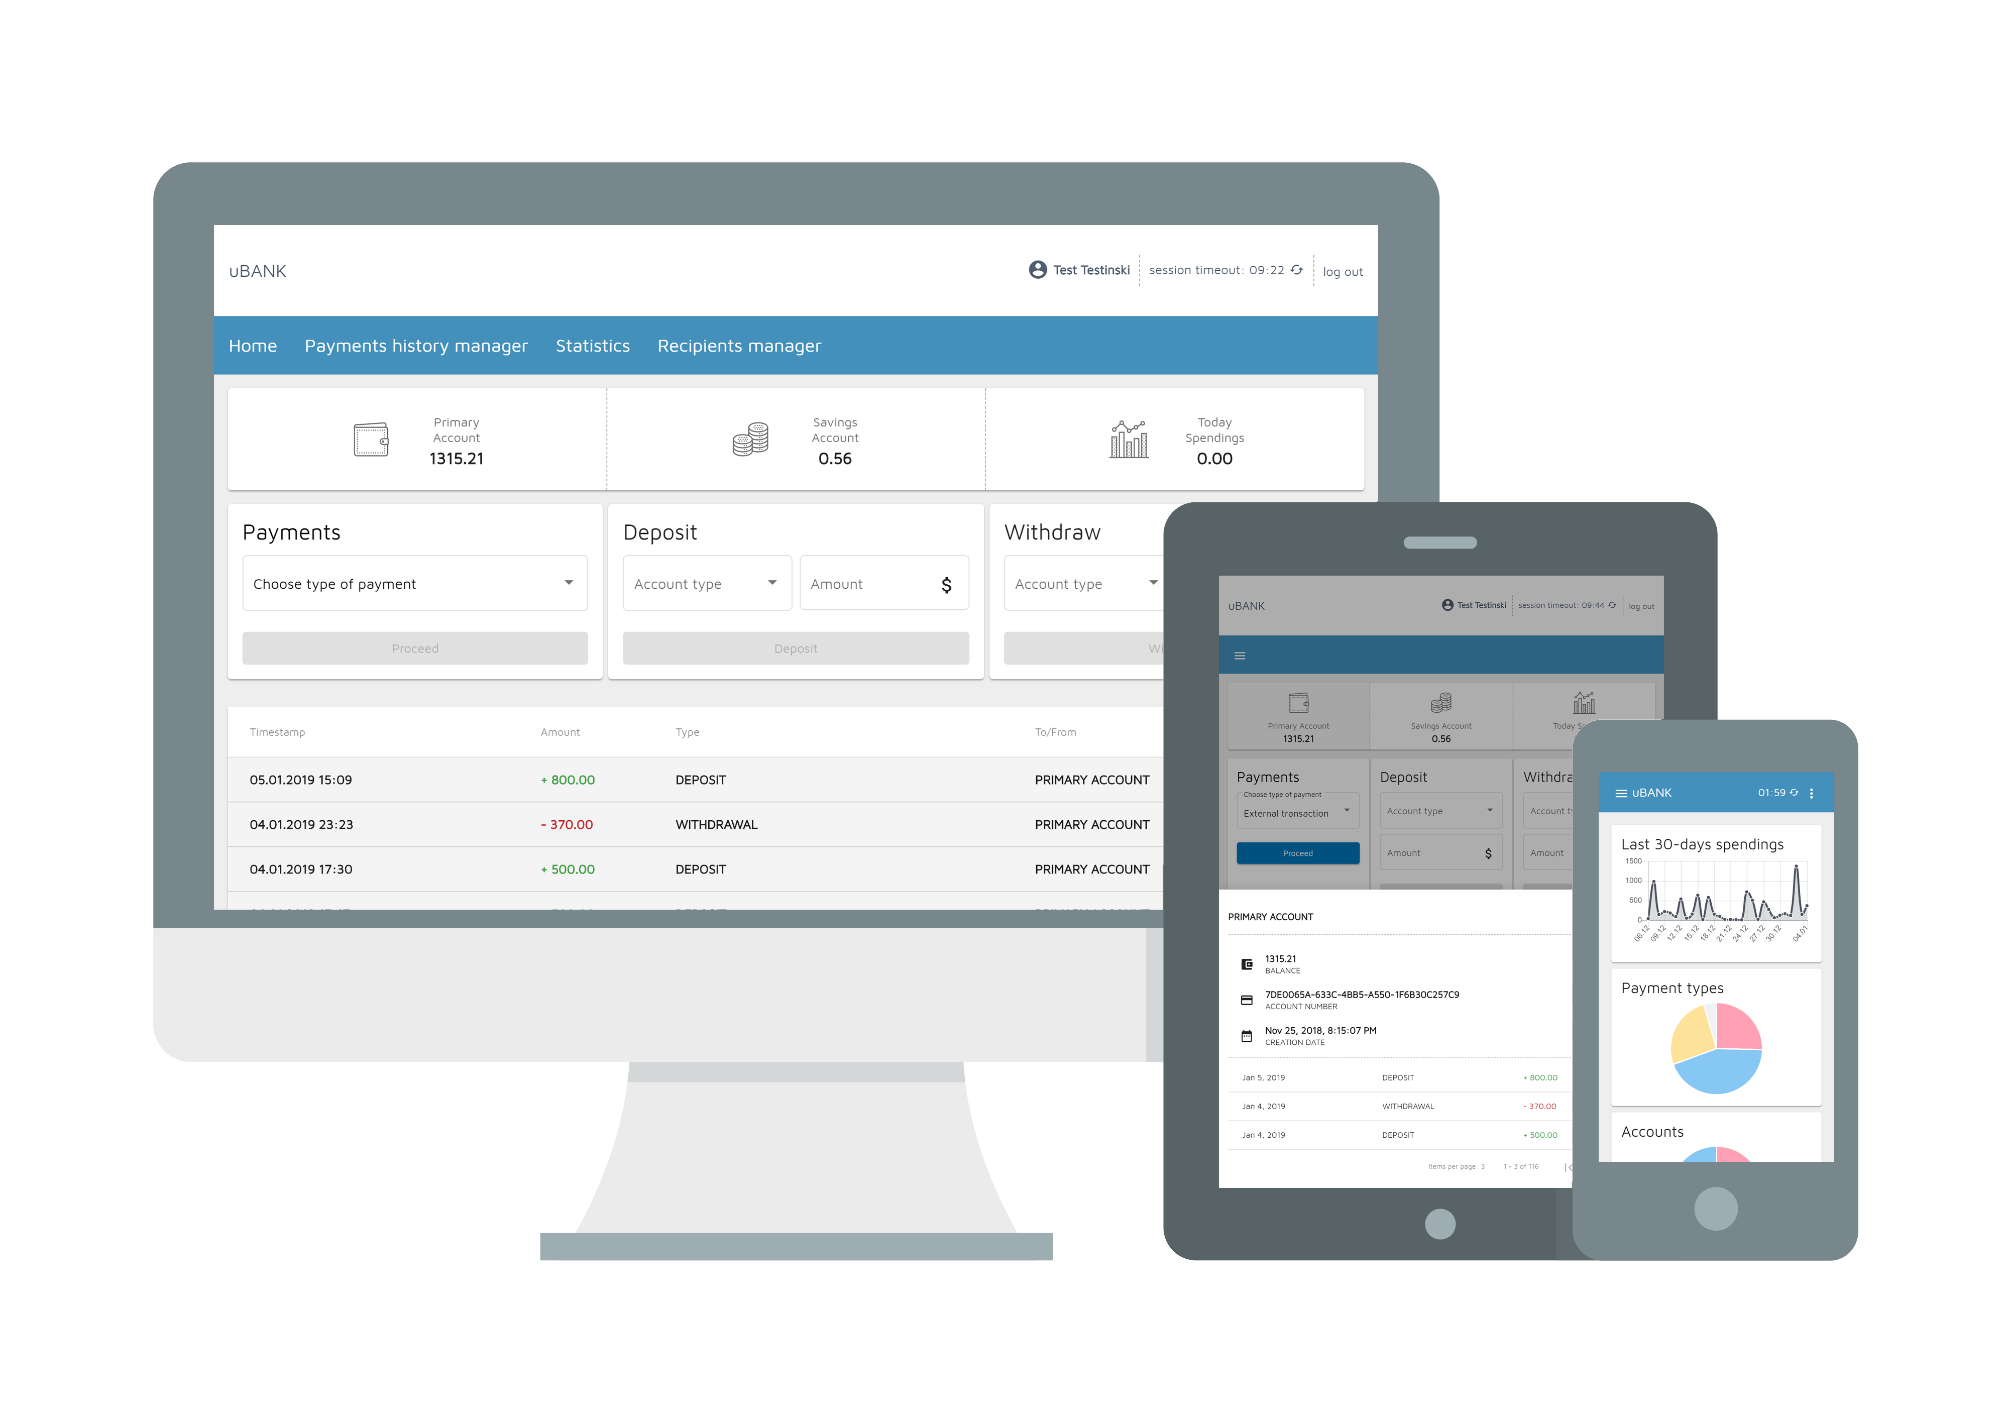 uBANK
Test Testinski
session timeout: 09:22
log out
Home Payments history manager Statistics Recipients manager
Primary
Account
1315.21
Savings
Account
0.56
Today
Spendings
0.00
Payments
Choose type of payment
Proceed
Deposit
Account type
Amount
$
Deposit
Withdraw
Account type
Timestamp Amount Type To/From
05.01.2019 15:09 + 800.00 DEPOSIT PRIMARY ACCOUNT
04.01.2019 23:23 - 370.00 WITHDRAWAL PRIMARY ACCOUNT
04.01.2019 17:30 + 500.00 DEPOSIT PRIMARY ACCOUNT
uBANK
Test Testinski
session timeout: 09:44
log out
Primary Account
1315.21
Savings Account
0.56
Today
Payments
Choose type of payment
External transaction
Proceed
Deposit
Account type
Amount
$
Account
Amount
PRIMARY ACCOUNT
1315.21
BALANCE
7DE0065A-633C-4BB5-A550-1F6B30C257C9
ACCOUNT NUMBER
Nov 25, 2018, 8:15:07 PM
CREATION DATE
Jan 5, 2019 DEPOSIT + 800.00
Jan 4, 2019 WITHDRAWAL - 370.00
Jan 4, 2019 DEPOSIT + 500.00
Items per page: 3 1 - 3 of 116
uBANK
01:59
Last 30-days spendings
1500
1000
500
0
06.12 09.12 12.12 15.12 18.12 21.12 24.12 27.12 30.12 04.01
Payment types
Accounts